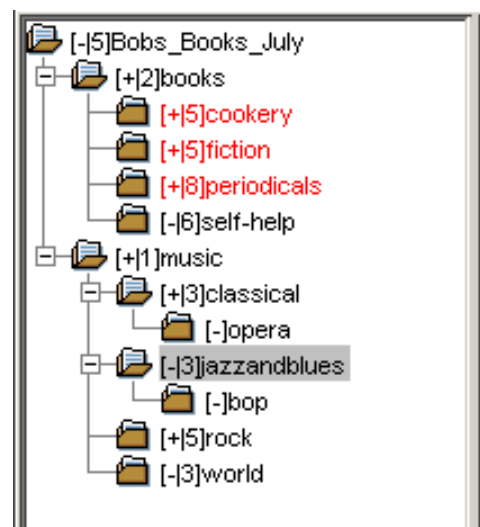 [-|5]Bobs_Books_July
[+|2]books
[+|5]cookery
[+|5]fiction
[+|8]periodicals
[-|6]self-help
[+|1]music
[+|3]classical
[-]opera
[-|3]jazzandblues
[-]bop
[+|5]rock
[-|3]world